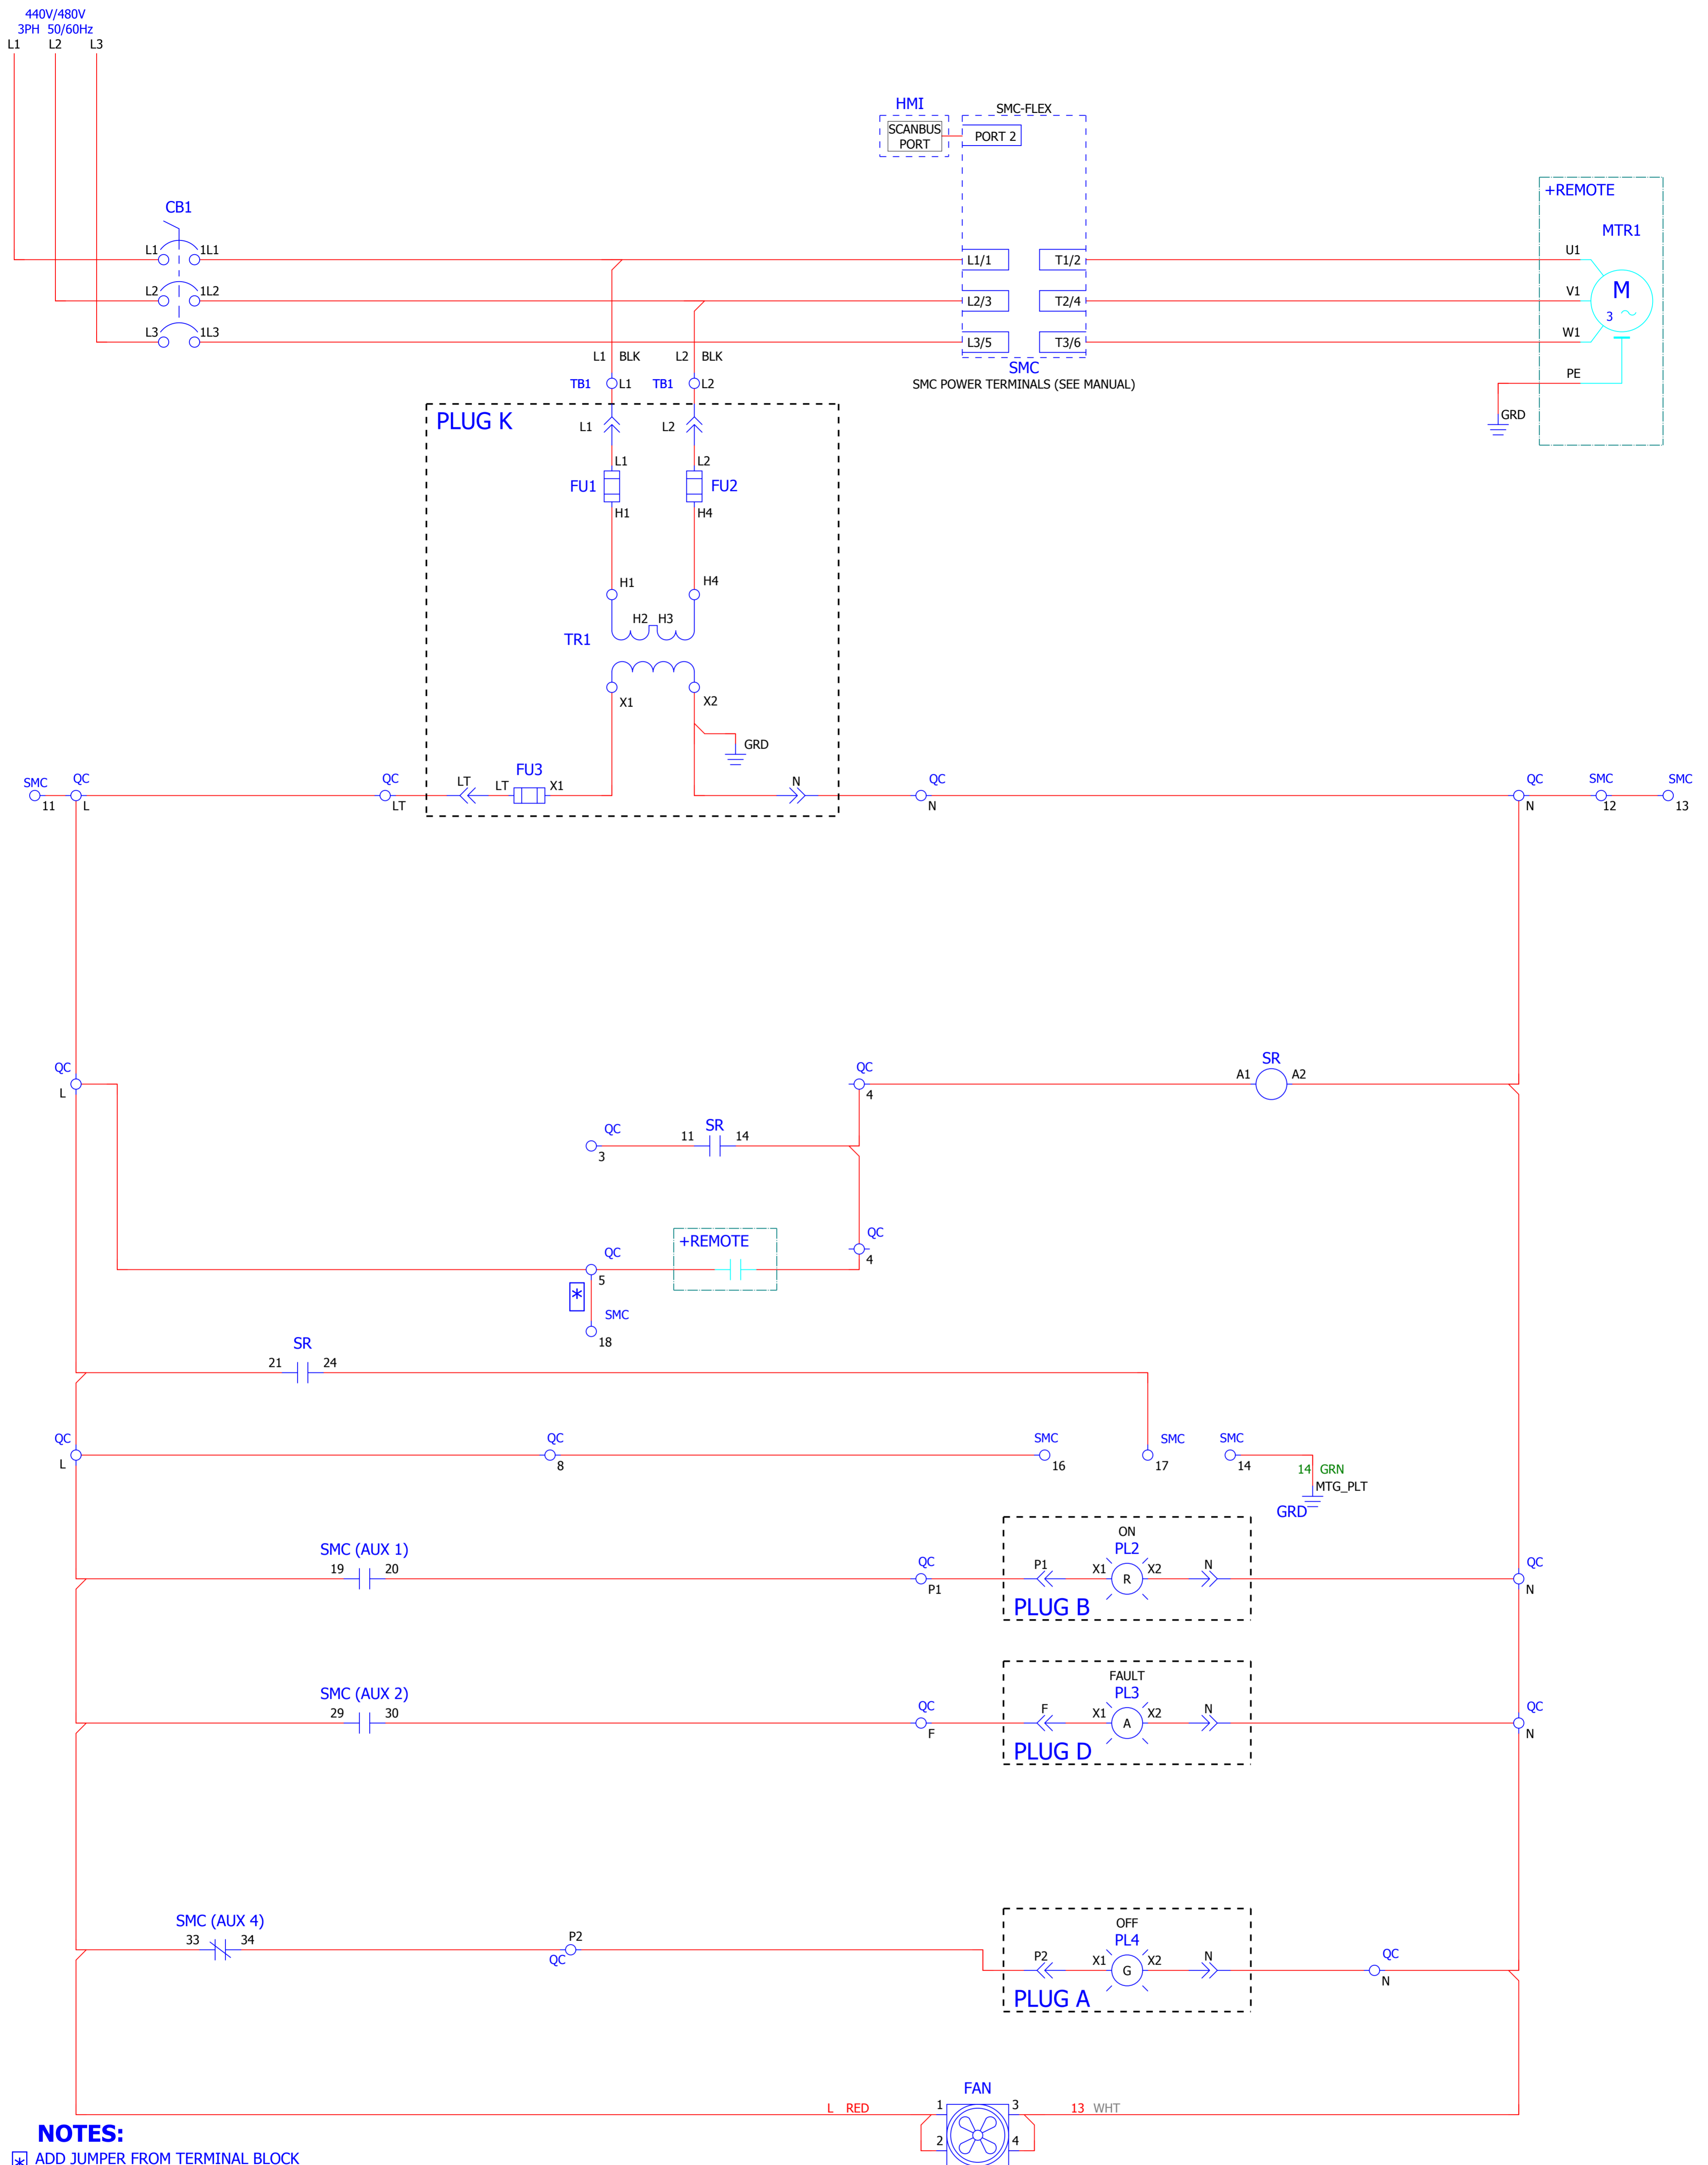 440V/480V
3PH 50/60Hz
L1 L2 L3
HMI
SMC-FLEX
SCANBUS
PORT
PORT 2
+REMOTE
CB1
MTR1
L1 1L1
L1/1 T1/2
U1
L2 1L2
L2/3 T2/4
V1
M
3
L3 1L3
L3/5 T3/6
W1
L1 BLK L2 BLK
SMC
PE
TB1 L1 TB1 L2
SMC POWER TERMINALS (SEE MANUAL)
GRD
PLUG K
L1 L2
L1 L2
FU1 FU2
H1 H4
H1 H4
H2 H3
TR1
X1 X2
GRD
FU3
SMC QC QC LT LT X1 N QC QC SMC SMC
11 L LT N N 12 13
QC QC SR
A1 A2
L 4
QC SR
11 14
3
QC
+REMOTE
QC
4
5
*
SMC
18
SR
21 24
QC QC SMC SMC SMC
L 8 16 17 14
14 GRN
MTG_PLT
GRD
ON
SMC (AUX 1)
PL2
19 20 QC P1 X1 R X2 N QC
P1 N
PLUG B
FAULT
SMC (AUX 2)
PL3
29 30 QC F X1 A X2 N QC
F N
PLUG D
SMC (AUX 4)
OFF
33 34 P2
QC
PL4
P2 X1 G X2 N QC
N
PLUG A
FAN
L RED 1 3 13 WHT
2 4
NOTES:
* ADD JUMPER FROM TERMINAL BLOCK